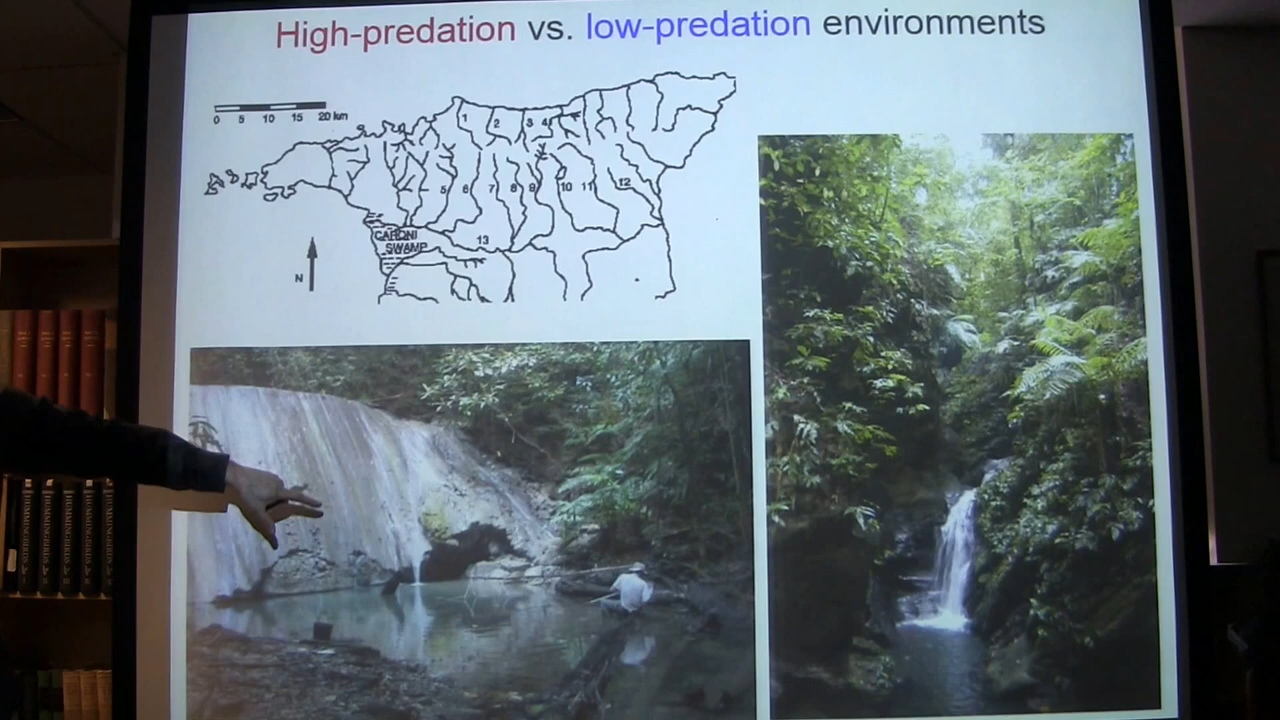 High-predation vs. low-predation environments
0 5 10 15 20 km
1 2 3 4
5 6 7 8 9 10 11 12
13
CARONI
SWAMP
N
HUMMINGBIRDS